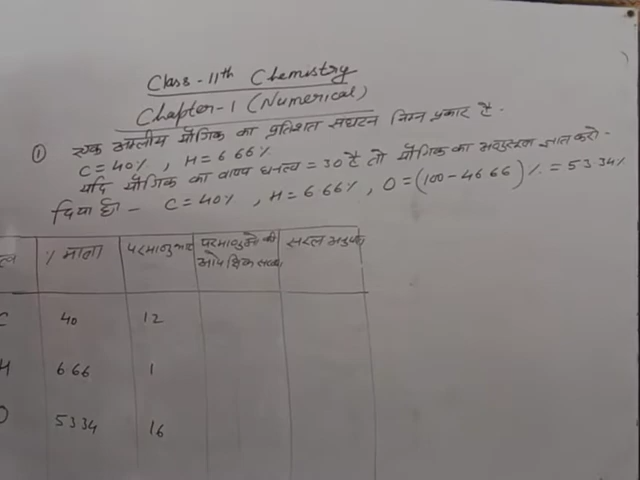 Class-11th Chemistry
Chapter-1 (Numerical)
① एक अम्लीय यौगिक का प्रतिशत संघटन निम्न प्रकार है -
C = 40%, H = 6.66%
यदि यौगिक का वाष्प घनत्व = 30 है तो यौगिक का अणुसूत्र ज्ञात करो -
दिया है - C = 40%, H = 6.66%, O = (100 - 46.66)% = 53.34%
त्व % मात्रा परमाणुभार परमाणुओं की सरल अनुपात
आपेक्षिक संख्या
C 40 12
H 6.66 1
O 53.34 16